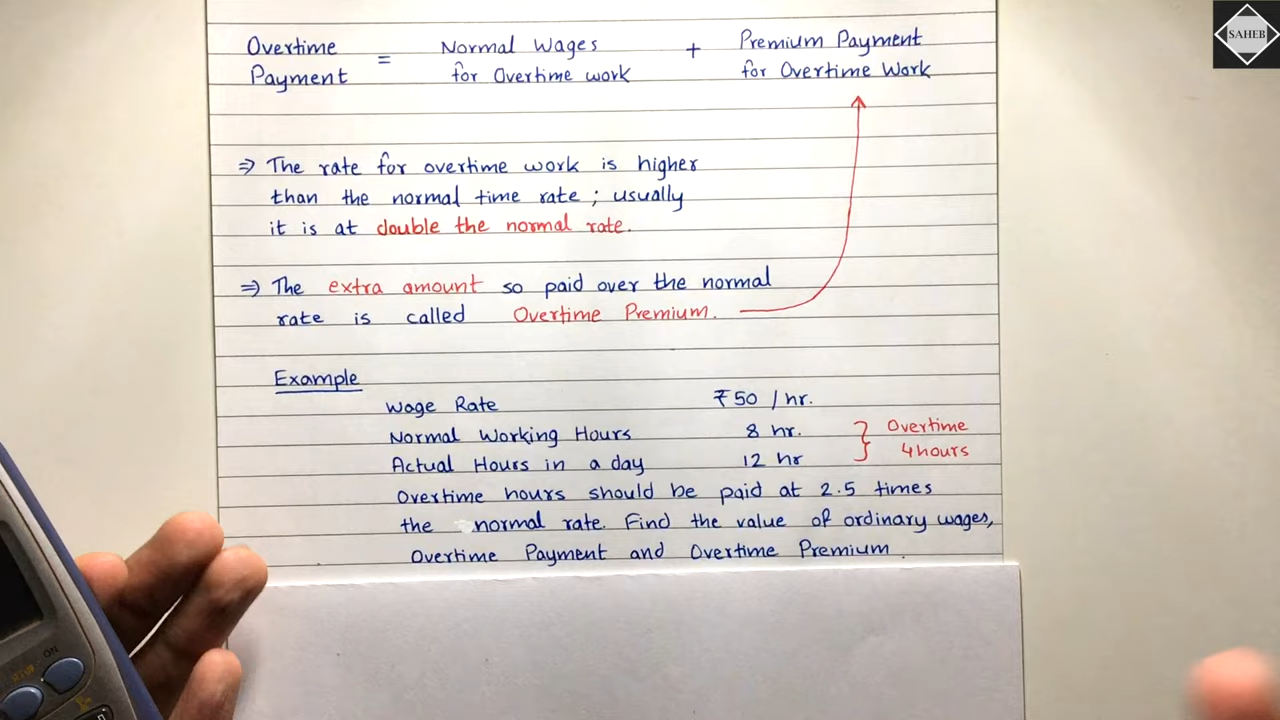 SAHEB
Overtime Payment = Normal Wages for Overtime work + Premium Payment for Overtime Work
⇒ The rate for overtime work is higher
than the normal time rate ; usually
it is at double the normal rate.
⇒ The extra amount so paid over the normal
rate is called Overtime Premium.
Example
Wage Rate ₹50 / hr.
Normal Working Hours 8 hr.
Actual Hours in a day 12 hr
} Overtime
4 hours
Overtime hours should be paid at 2.5 times
the normal rate. Find the value of ordinary wages,
Overtime Payment and Overtime Premium.
SETUP ON